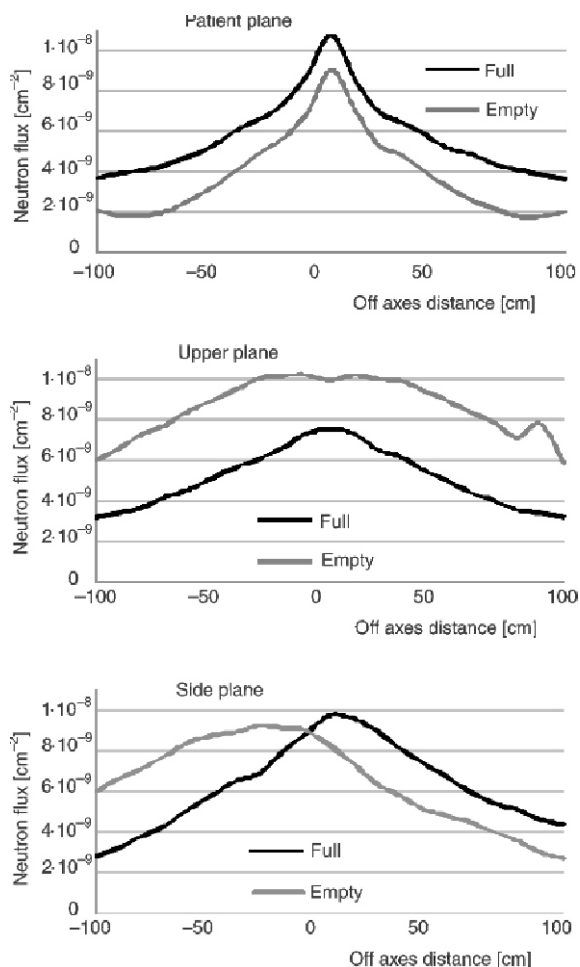 Patient plane
Neutron flux [cm⁻²]
1·10⁻⁸
8·10⁻⁹
6·10⁻⁹
4·10⁻⁹
2·10⁻⁹
0
Full
Empty
–100
–50
0
50
100
Off axes distance [cm]
Upper plane
Neutron flux [cm⁻²]
1·10⁻⁸
8·10⁻⁹
6·10⁻⁹
4·10⁻⁹
2·10⁻⁹
0
Full
Empty
–100
–50
0
50
100
Off axes distance [cm]
Side plane
Neutron flux [cm⁻²]
1·10⁻⁸
8·10⁻⁹
6·10⁻⁹
4·10⁻⁹
2·10⁻⁹
0
Full
Empty
–100
–50
0
50
100
Off axes distance [cm]